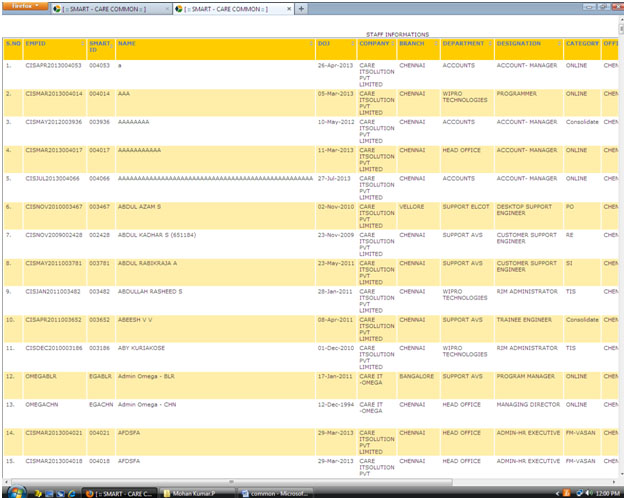 Firefox
[ :: SMART - CARE COMMON :: ] × [ :: SMART - CARE COMMON :: ] × +
STAFF INFORMATIONS
S.NO EMPID SMART ID NAME DOJ COMPANY BRANCH DEPARTMENT DESIGNATION CATEGORY OFFI
1. CISAPR2013004053 004053 a 26-Apr-2013 CARE ITSOLUTION PVT LIMITED CHENNAI ACCOUNTS ACCOUNT- MANAGER ONLINE CHEN
2. CISMAR2013004014 004014 AAA 05-Mar-2013 CARE ITSOLUTION PVT LIMITED CHENNAI WIPRO TECHNOLOGIES PROGRAMMER ONLINE CHEN
3. CISMAY2012003936 003936 AAAAAAAA 10-May-2012 CARE ITSOLUTION PVT LIMITED CHENNAI ACCOUNTS ACCOUNT- MANAGER Consolidate CHEN
4. CISMAR2013004017 004017 AAAAAAAAAAA 11-Mar-2013 CARE ITSOLUTION PVT LIMITED CHENNAI HEAD OFFICE ACCOUNT- MANAGER ONLINE CHEN
5. CISJUL2013004066 004066 27-Jul-2013 CARE ITSOLUTION PVT LIMITED CHENNAI ACCOUNTS ACCOUNT- MANAGER ONLINE CHEN
6. CISNOV2010003467 003467 ABDUL AZAM S 02-Nov-2010 CARE ITSOLUTION PVT LIMITED VELLORE SUPPORT ELCOT DESKTOP SUPPORT ENGINEER PO CHEN
7. CISNOV2009002428 002428 ABDUL KADHAR S (651184) 23-Nov-2009 CARE ITSOLUTION PVT LIMITED CHENNAI SUPPORT AVS CUSTOMER SUPPORT ENGINEER RE CHEN
8. CISMAY2011003781 003781 ABDUL RABIKRAJA A 23-May-2011 CARE ITSOLUTION PVT LIMITED CHENNAI SUPPORT AVS CUSTOMER SUPPORT ENGINEER SI CHEN
9. CISJAN2011003482 003482 ABDULLAH RASHEED S 28-Jan-2011 CARE ITSOLUTION PVT LIMITED CHENNAI WIPRO TECHNOLOGIES RIM ADMINISTRATOR TIS CHEN
10. CISAPR2011003652 003652 ABEESH V V 08-Apr-2011 CARE ITSOLUTION PVT LIMITED CHENNAI SUPPORT AVS TRAINEE ENGINEER Consolidate CHEN
11. CISDEC2010003186 003186 ABY KURIAKOSE 01-Dec-2010 CARE ITSOLUTION PVT LIMITED CHENNAI WIPRO TECHNOLOGIES RIM ADMINISTRATOR TIS CHEN
12. OMEGABLR EGABLR Admin Omega - BLR 17-Jan-2011 CARE IT -OMEGA BANGALORE SUPPORT AVS PROGRAM MANAGER ONLINE CHEN
13. OMEGACHN EGACHN Admin Omega - CHN 12-Dec-1994 CARE IT -OMEGA CHENNAI HEAD OFFICE MANAGING DIRECTOR ONLINE CHEN
14. CISMAR2013004021 004021 AFDSFA 29-Mar-2013 CARE ITSOLUTION PVT LIMITED CHENNAI HEAD OFFICE ADMIN-HR EXECUTIVE FM-VASAN CHEN
15. CISMAR2013004018 004018 AFDSFA 29-Mar-2013 CARE ITSOLUTION PVT CHENNAI HEAD OFFICE ADMIN-HR EXECUTIVE FM-VASAN CHEN
[ :: SMART - CARE C... Mohan Kumar.P common - Microsof... 12:00 PM